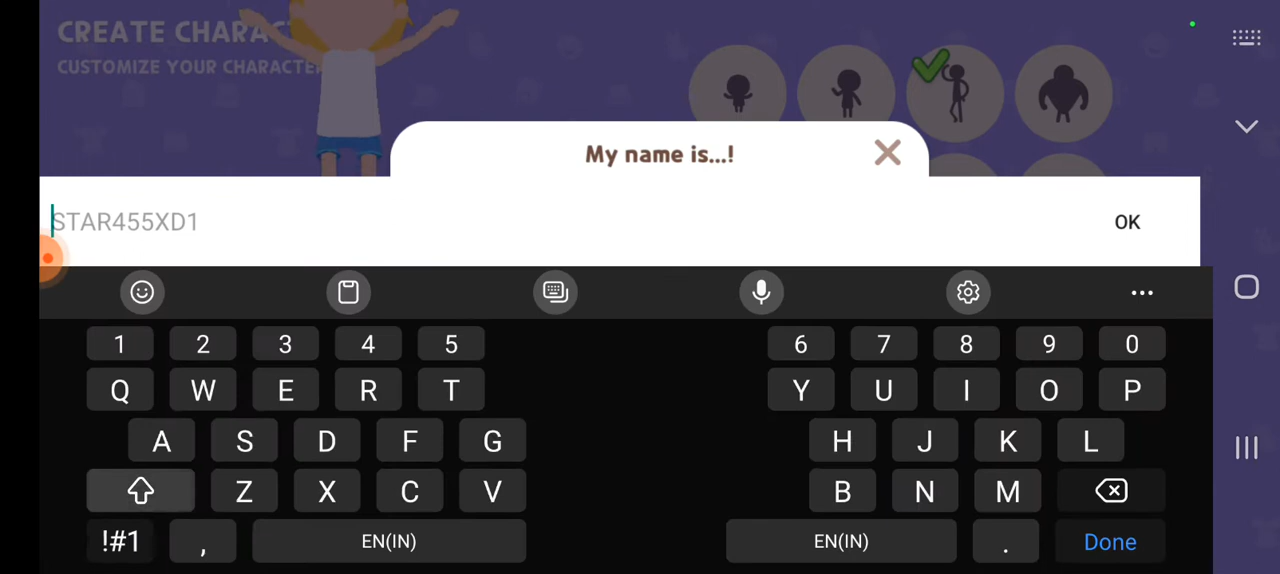 CREATE CHARA
CUSTOMIZE YOUR CHARACTE
My name is...!
STAR455XD1
OK
1 2 3 4 5 6 7 8 9 0
Q W E R T Y U I O P
A S D F G H J K L
Z X C V B N M
!#1 , EN(IN) EN(IN) . Done